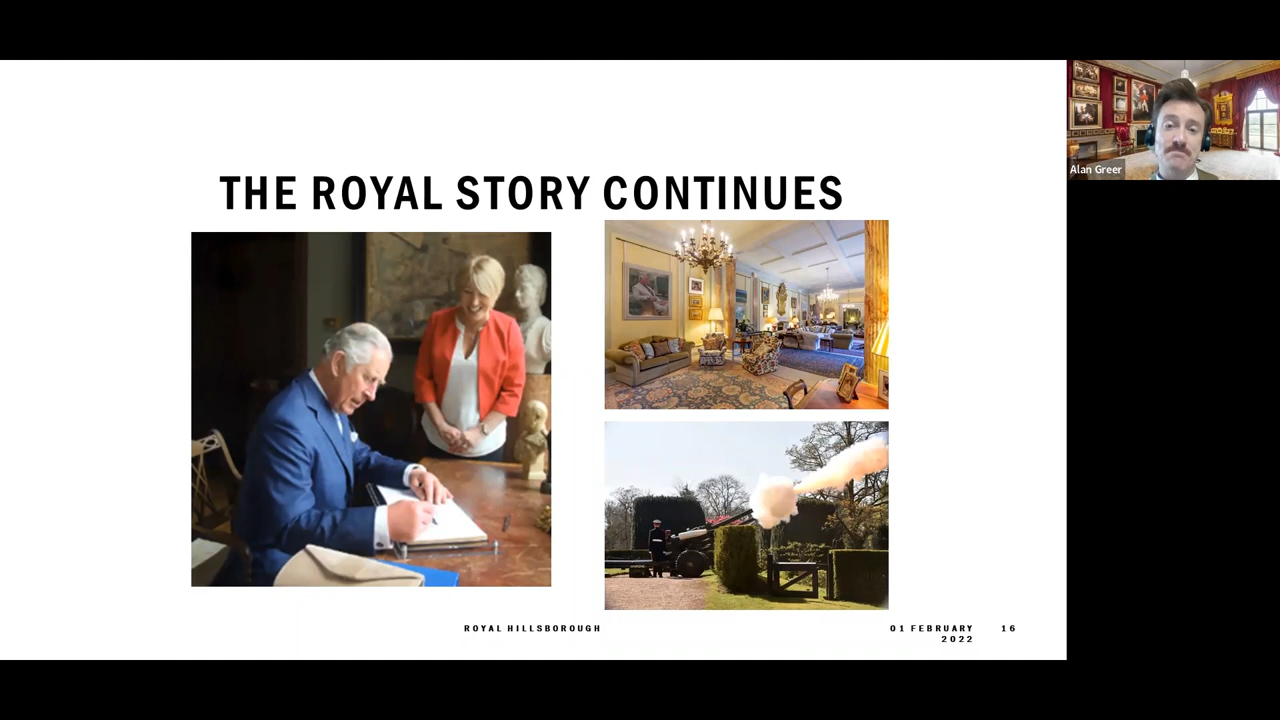 THE ROYAL STORY CONTINUES
ROYAL HILLSBOROUGH
01 FEBRUARY
2022
16
Alan Greer